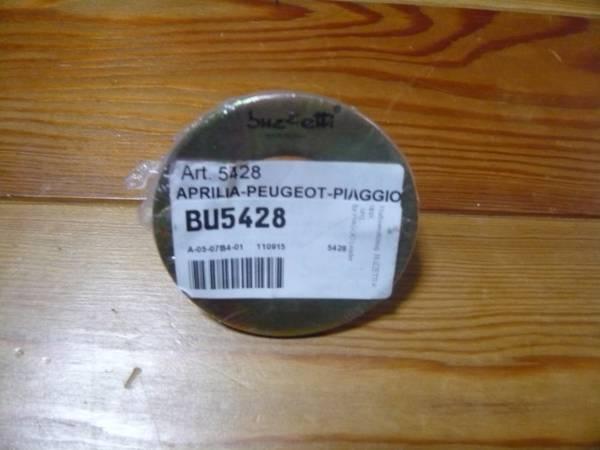 buzzetti
Art. 5428
APRILIA-PEUGEOT-PIAGGIO
BU5428
A-05-07B4-01 110915 5428